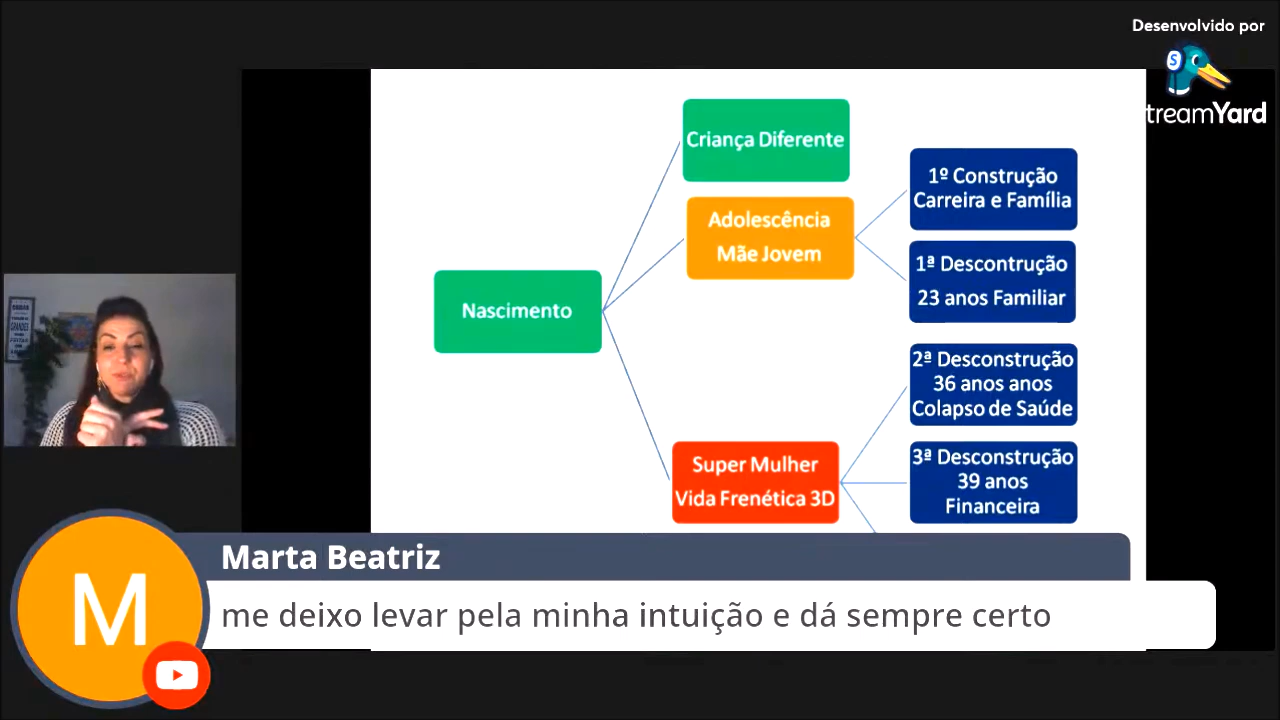 Desenvolvido por
S
treamYard
Criança Diferente
Adolescência
Mãe Jovem
1º Construção
Carreira e Família
1ª Descontrução
23 anos Familiar
Nascimento
2ª Desconstrução
36 anos anos
Colapso de Saúde
Super Mulher
Vida Frenética 3D
3ª Desconstrução
39 anos
Financeira
M
Marta Beatriz
me deixo levar pela minha intuição e dá sempre certo